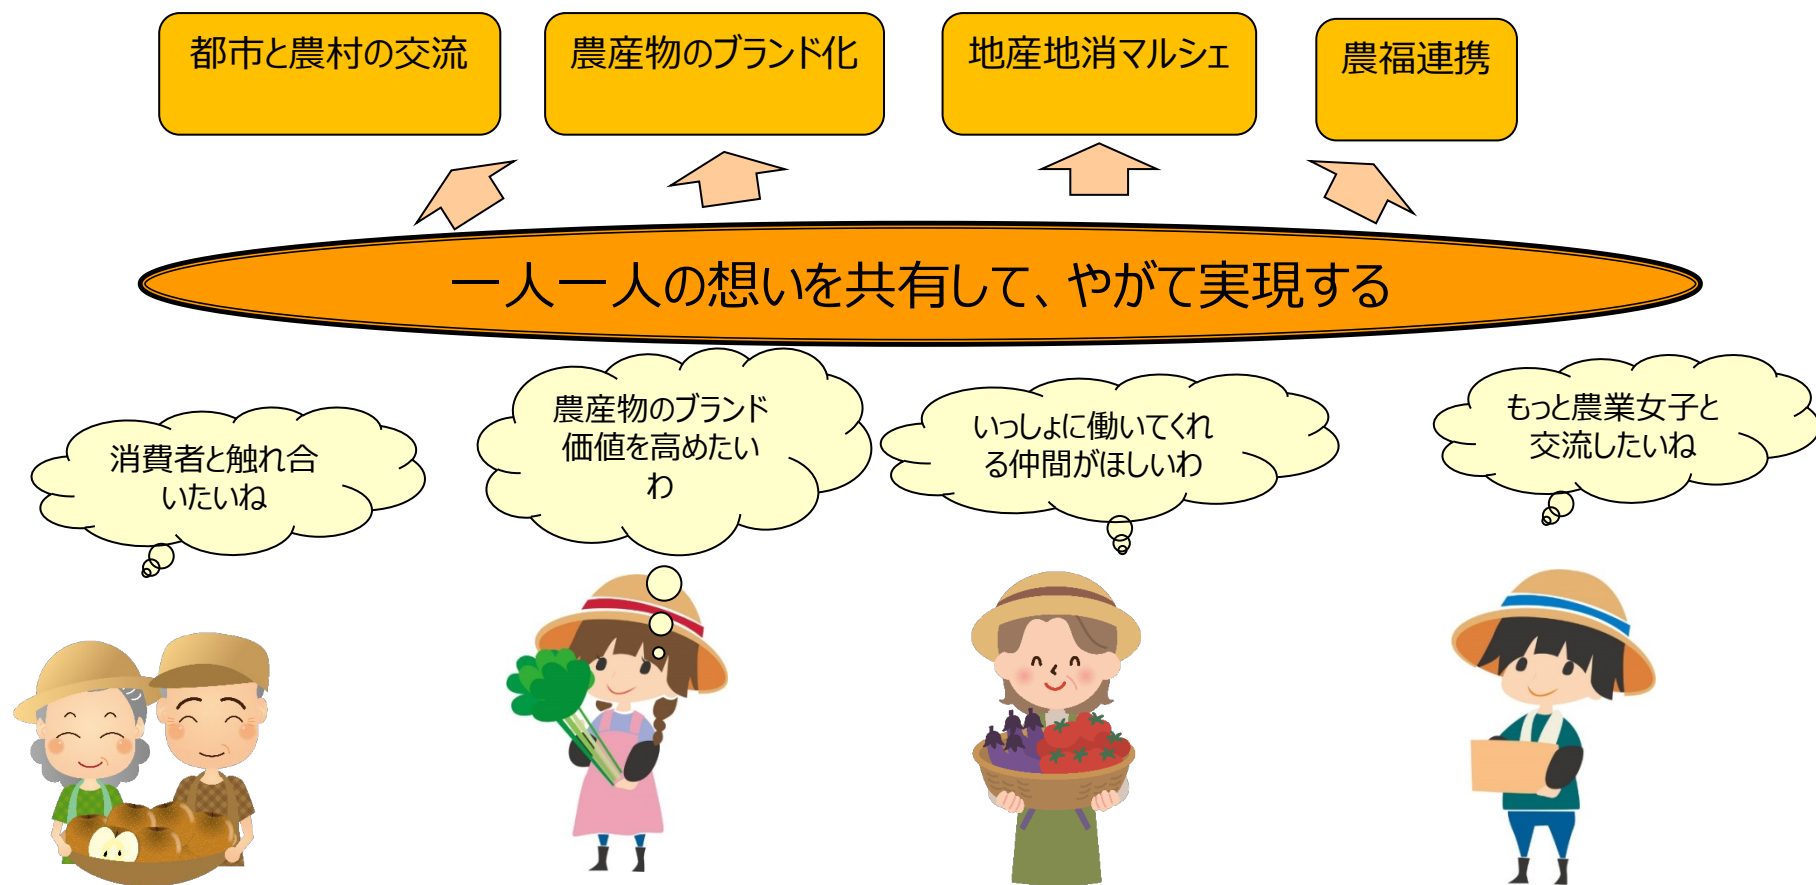 都市と農村の交流
農産物のブランド化
地産地消マルシェ
農福連携
一人一人の想いを共有して、やがて実現する
消費者と触れ合
いたいね
農産物のブランド
価値を高めたい
わ
いっしょに働いてくれ
る仲間がほしいわ
もっと農業女子と
交流したいね